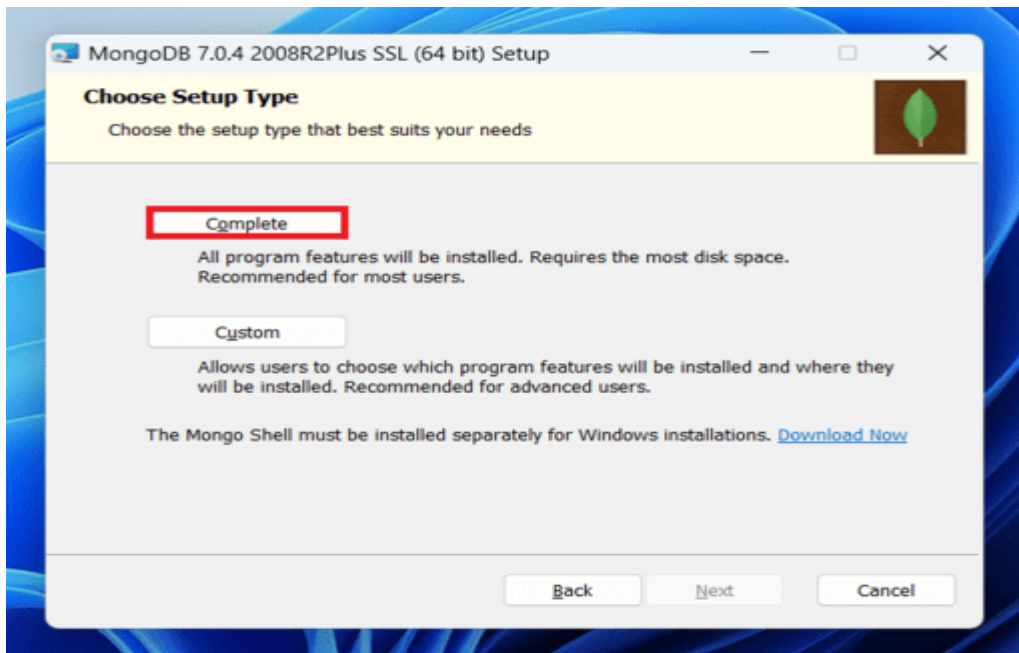 MongoDB 7.0.4 2008R2Plus SSL (64 bit) Setup
Choose Setup Type
Choose the setup type that best suits your needs
Complete
All program features will be installed. Requires the most disk space.
Recommended for most users.
Custom
Allows users to choose which program features will be installed and where they
will be installed. Recommended for advanced users.
The Mongo Shell must be installed separately for Windows installations. Download Now
Back Next Cancel